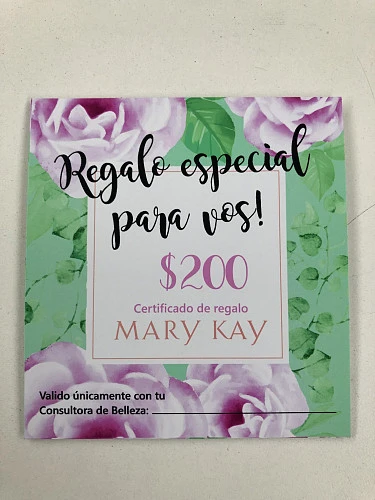 Regalo especial
para vos!
$200
Certificado de regalo
MARY KAY
Valido únicamente con tu
Consultora de Belleza: